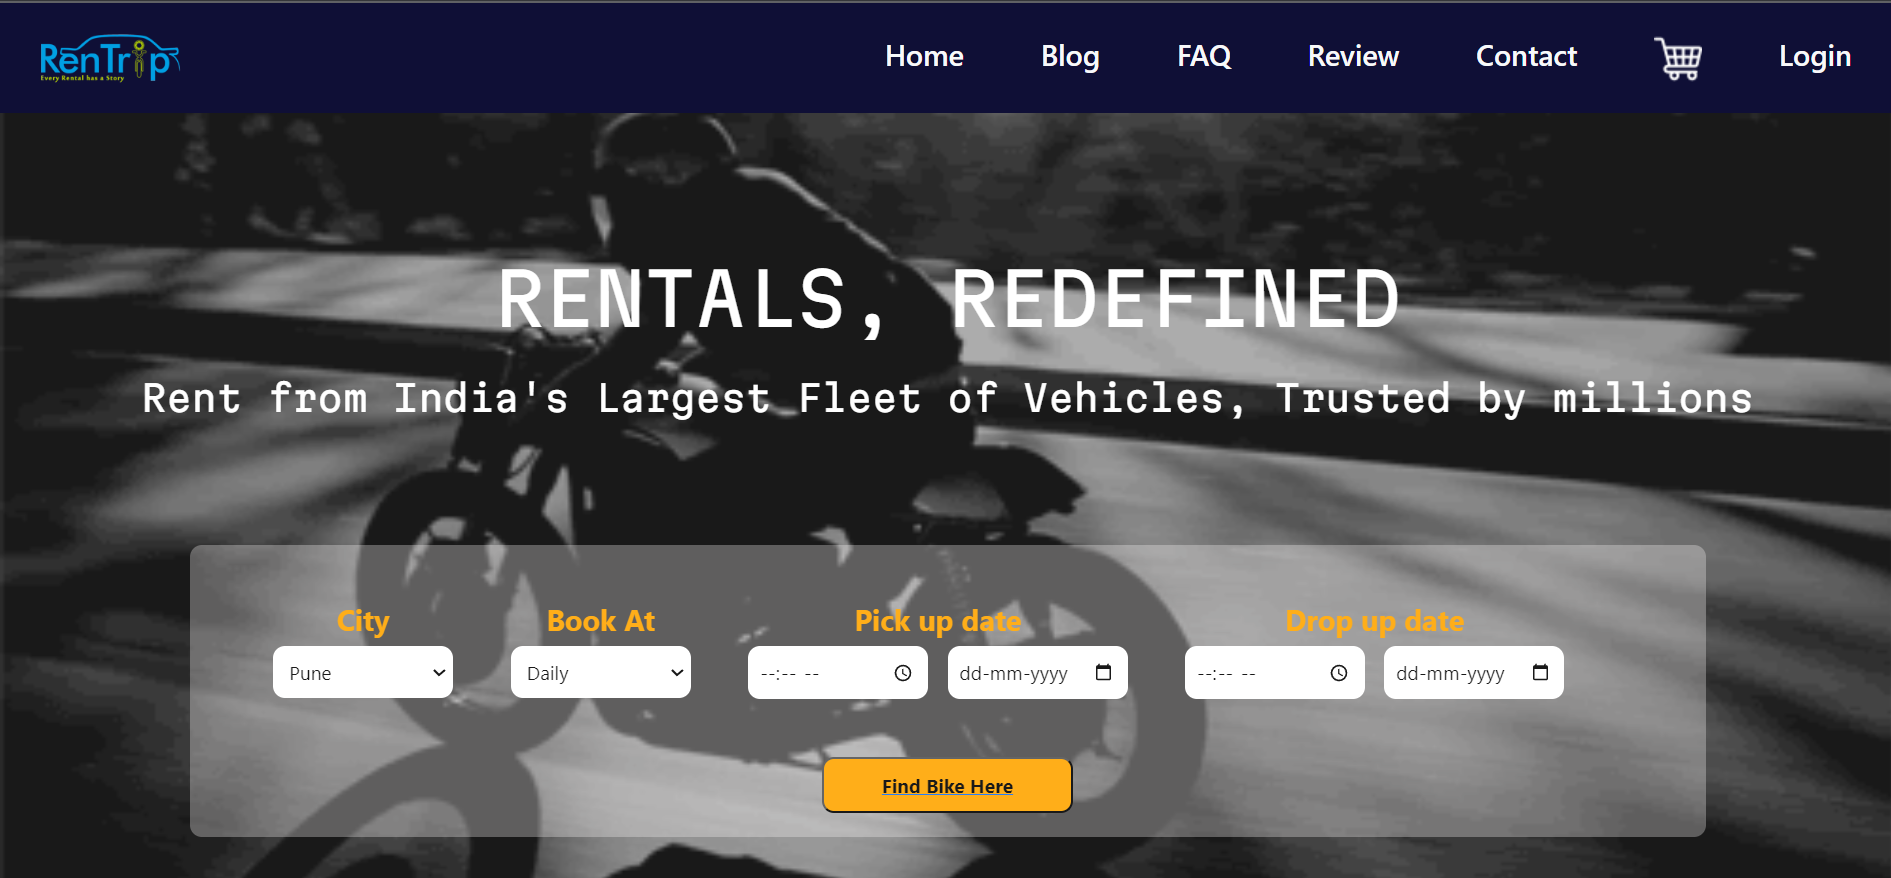 RenTrip
Every Rental has a Story
Home Blog FAQ Review Contact Login
RENTALS, REDEFINED
Rent from India's Largest Fleet of Vehicles, Trusted by millions
City Book At Pick up date Drop up date
Pune Daily --:-- -- dd-mm-yyyy --:-- -- dd-mm-yyyy
Find Bike Here